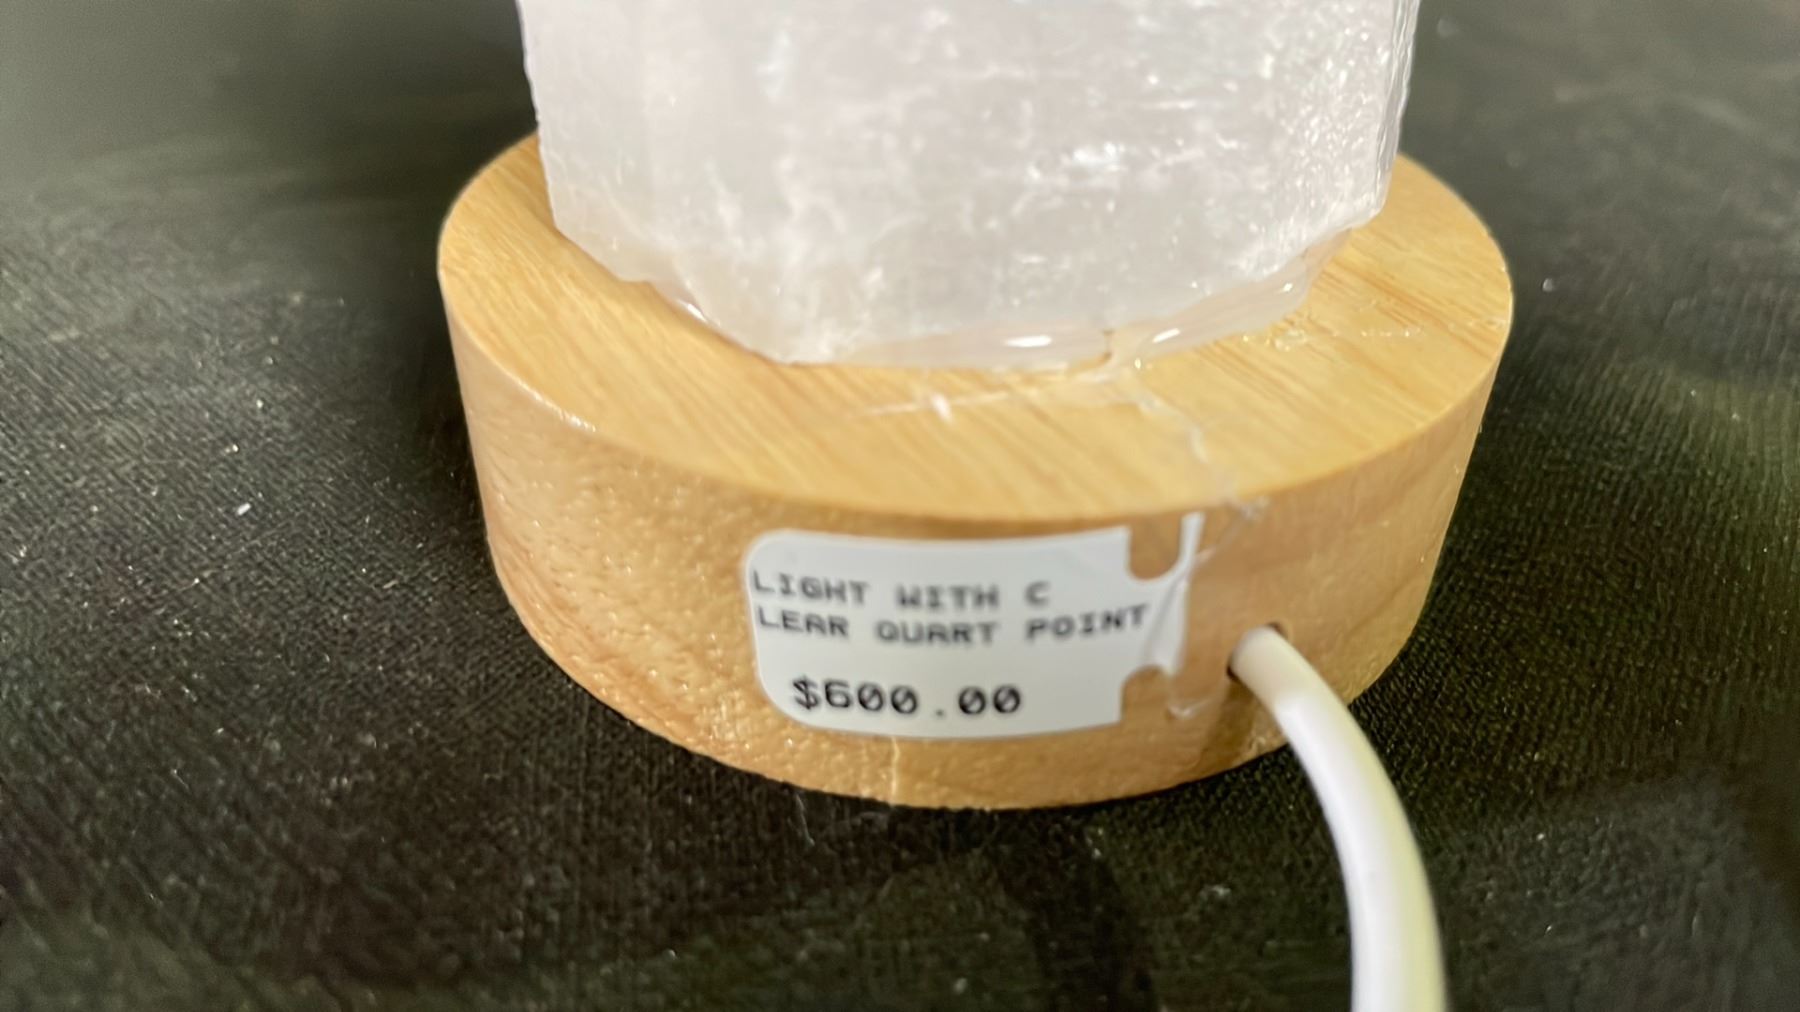 LIGHT WITH C
LEAR QUART POINT
$600.00